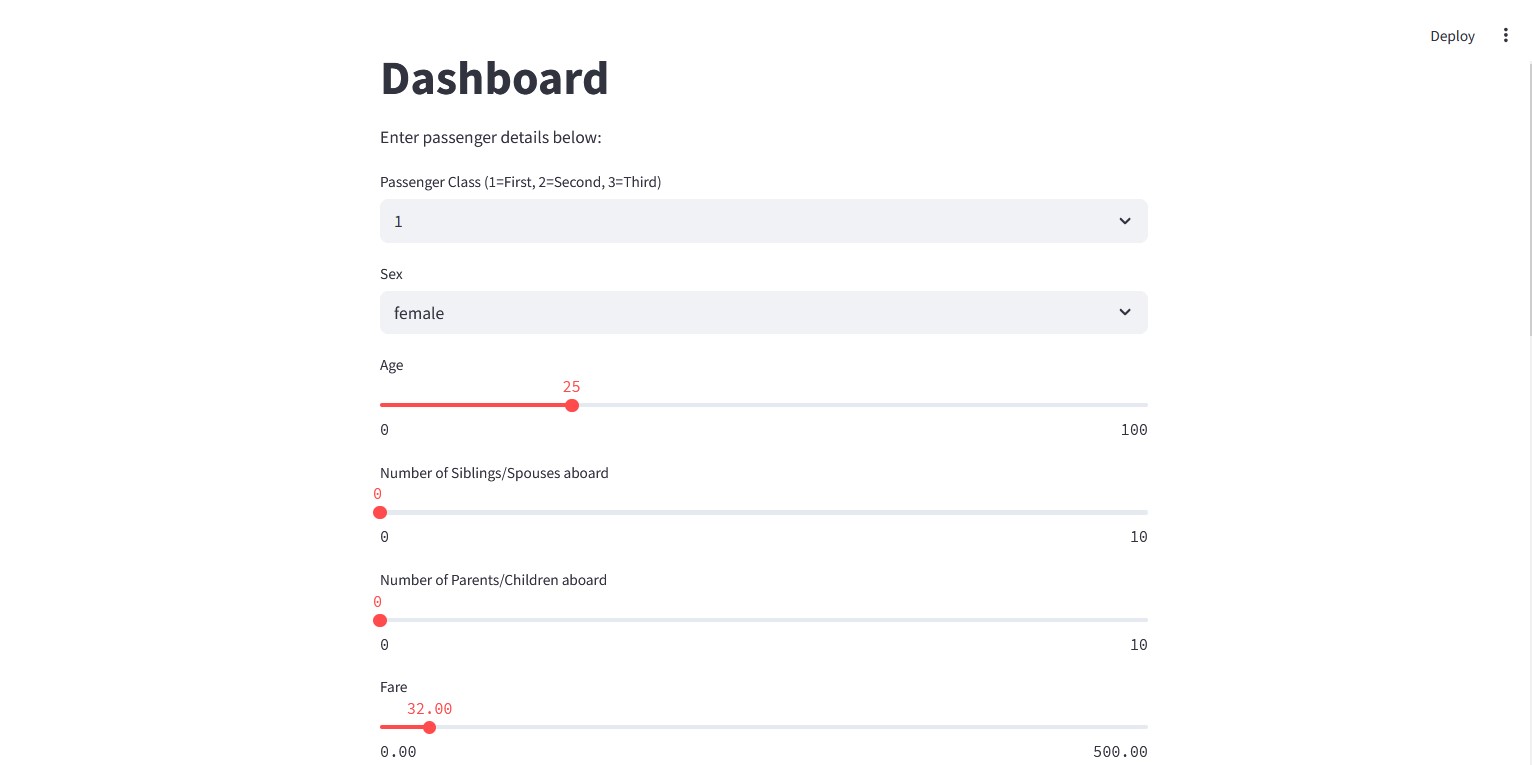 Deploy
Dashboard
Enter passenger details below:
Passenger Class (1=First, 2=Second, 3=Third)
1
Sex
female
Age
25
0 100
Number of Siblings/Spouses aboard
0
0 10
Number of Parents/Children aboard
0
0 10
Fare
32.00
0.00 500.00